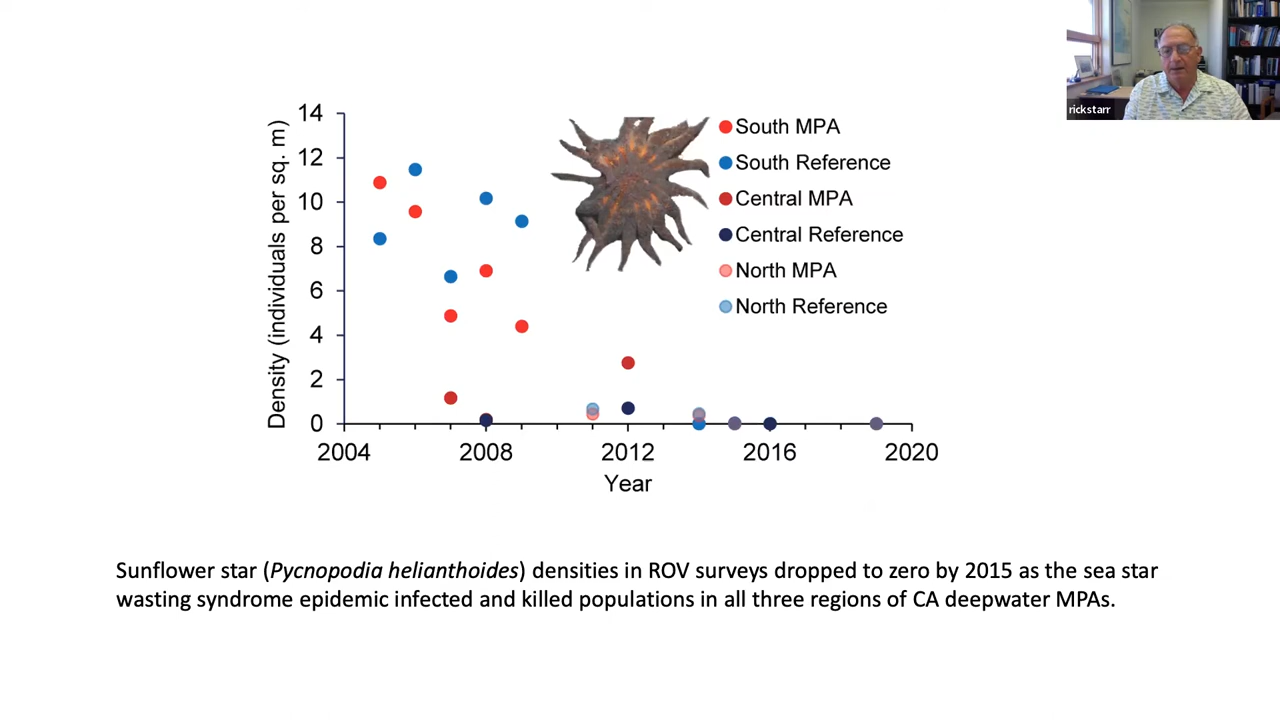 rickstarr
14
12
10
8
6
4
2
0
Density (individuals per sq. m)
South MPA
South Reference
Central MPA
Central Reference
North MPA
North Reference
2004 2008 2012 2016 2020
Year
Sunflower star (Pycnopodia helianthoides) densities in ROV surveys dropped to zero by 2015 as the sea star
wasting syndrome epidemic infected and killed populations in all three regions of CA deepwater MPAs.